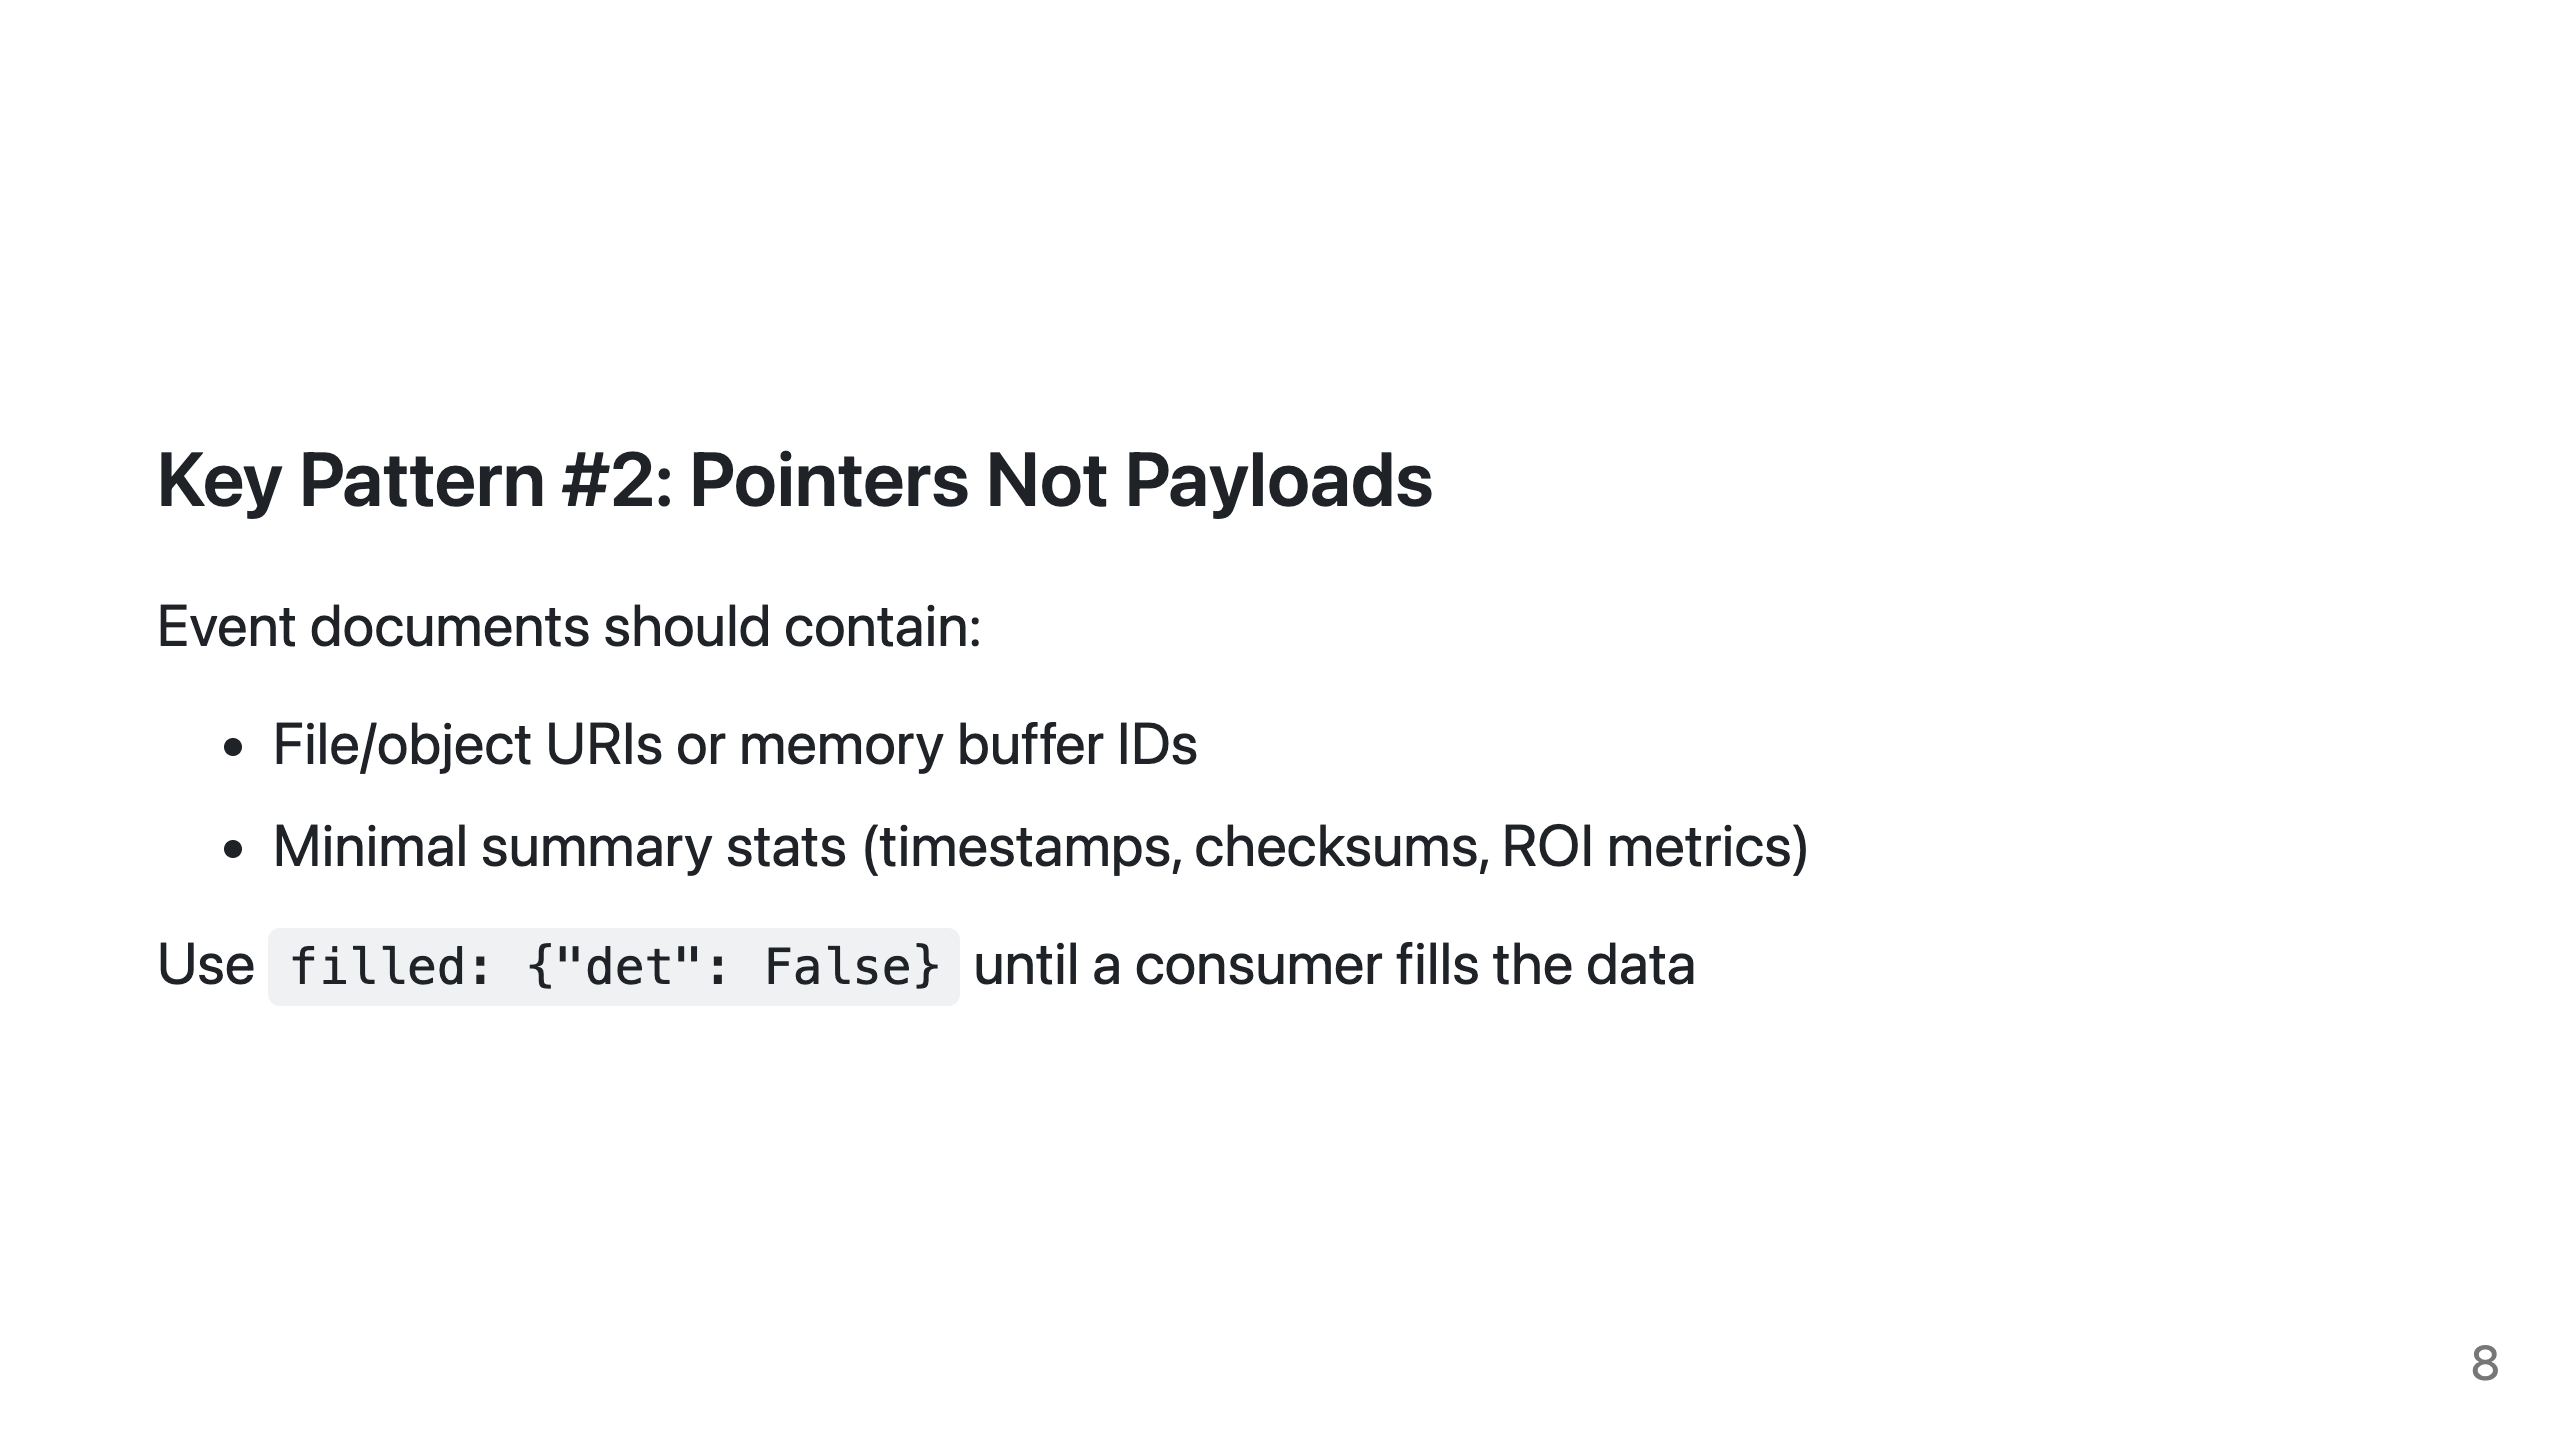 Key Pattern #2: Pointers Not Payloads
Event documents should contain:
• File/object URIs or memory buffer IDs
• Minimal summary stats (timestamps, checksums, ROI metrics)
Use filled: {"det": False} until a consumer fills the data
8